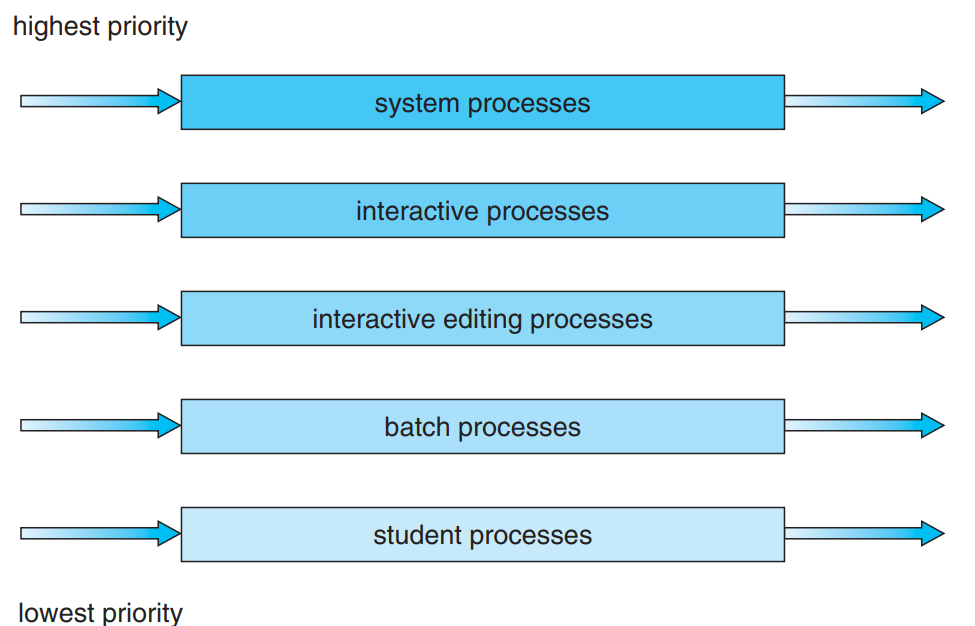 highest priority
system processes
interactive processes
interactive editing processes
batch processes
student processes
lowest priority